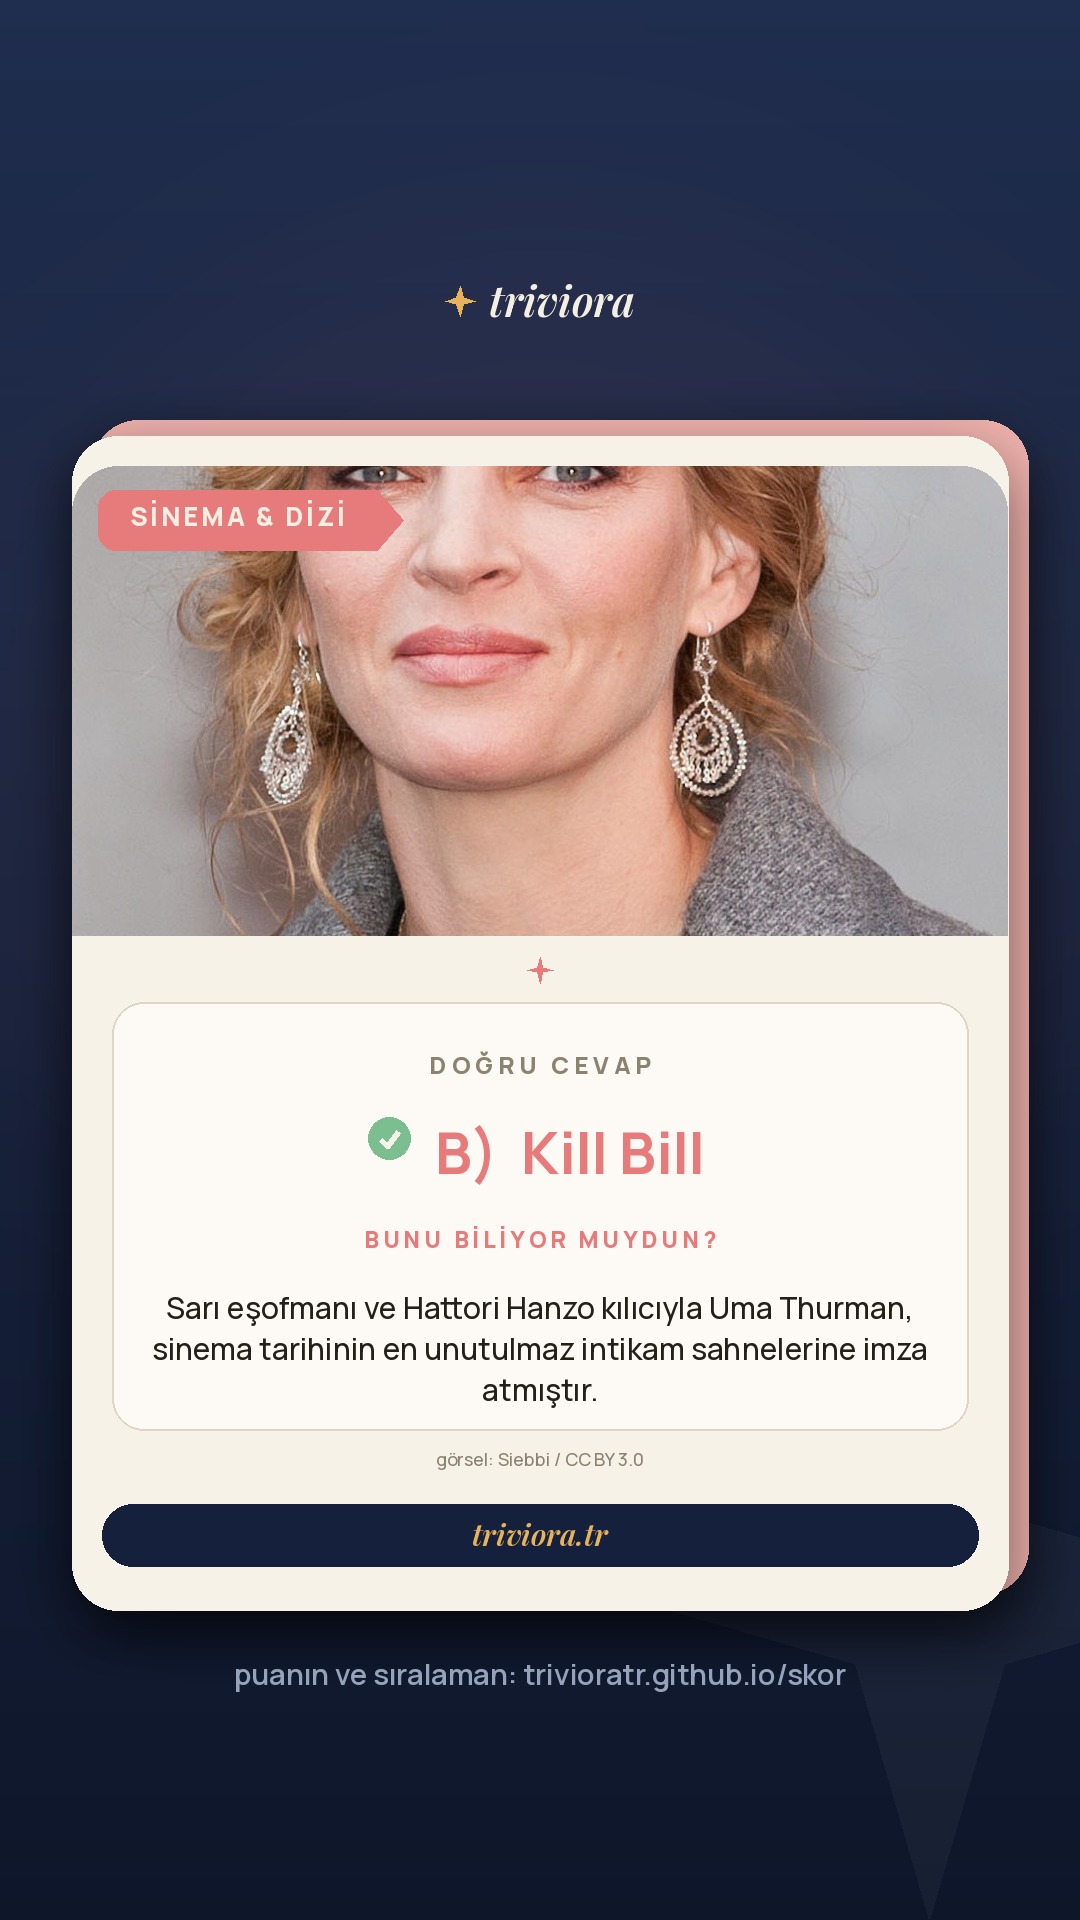 triviora
SİNEMA & DİZİ
DOĞRU CEVAP
B) Kill Bill
BUNU BİLİYOR MUYDUN?
Sarı eşofmanı ve Hattori Hanzo kılıcıyla Uma Thurman,
sinema tarihinin en unutulmaz intikam sahnelerine imza
atmıştır.
görsel: Siebbi / CC BY 3.0
triviora.tr
puanın ve sıralaman: trivioratr.github.io/skor